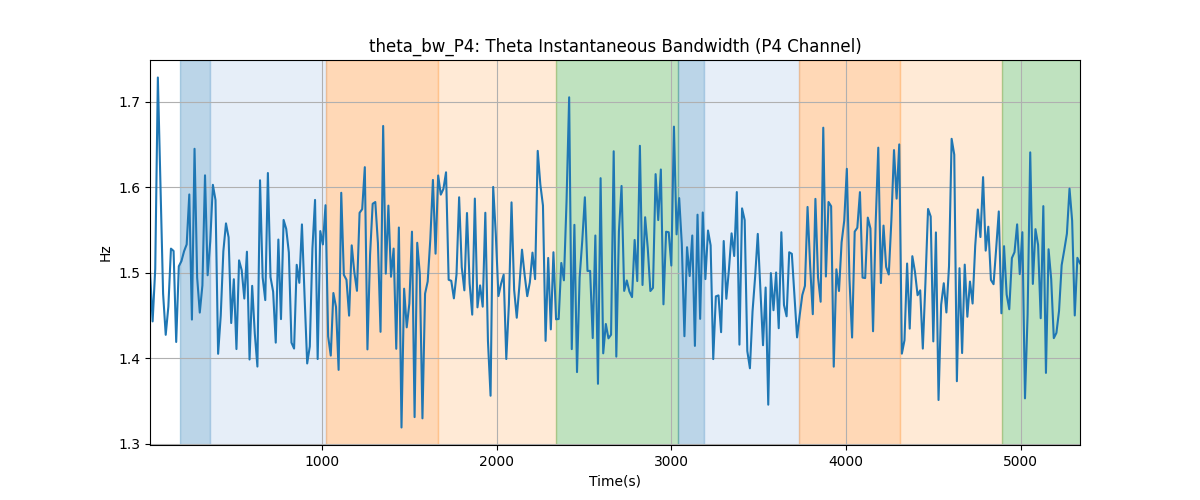 theta_bw_P4: Theta Instantaneous Bandwidth (P4 Channel)
Hz
1.7
1.6
1.5
1.4
1.3
1000 2000 3000 4000 5000
Time(s)